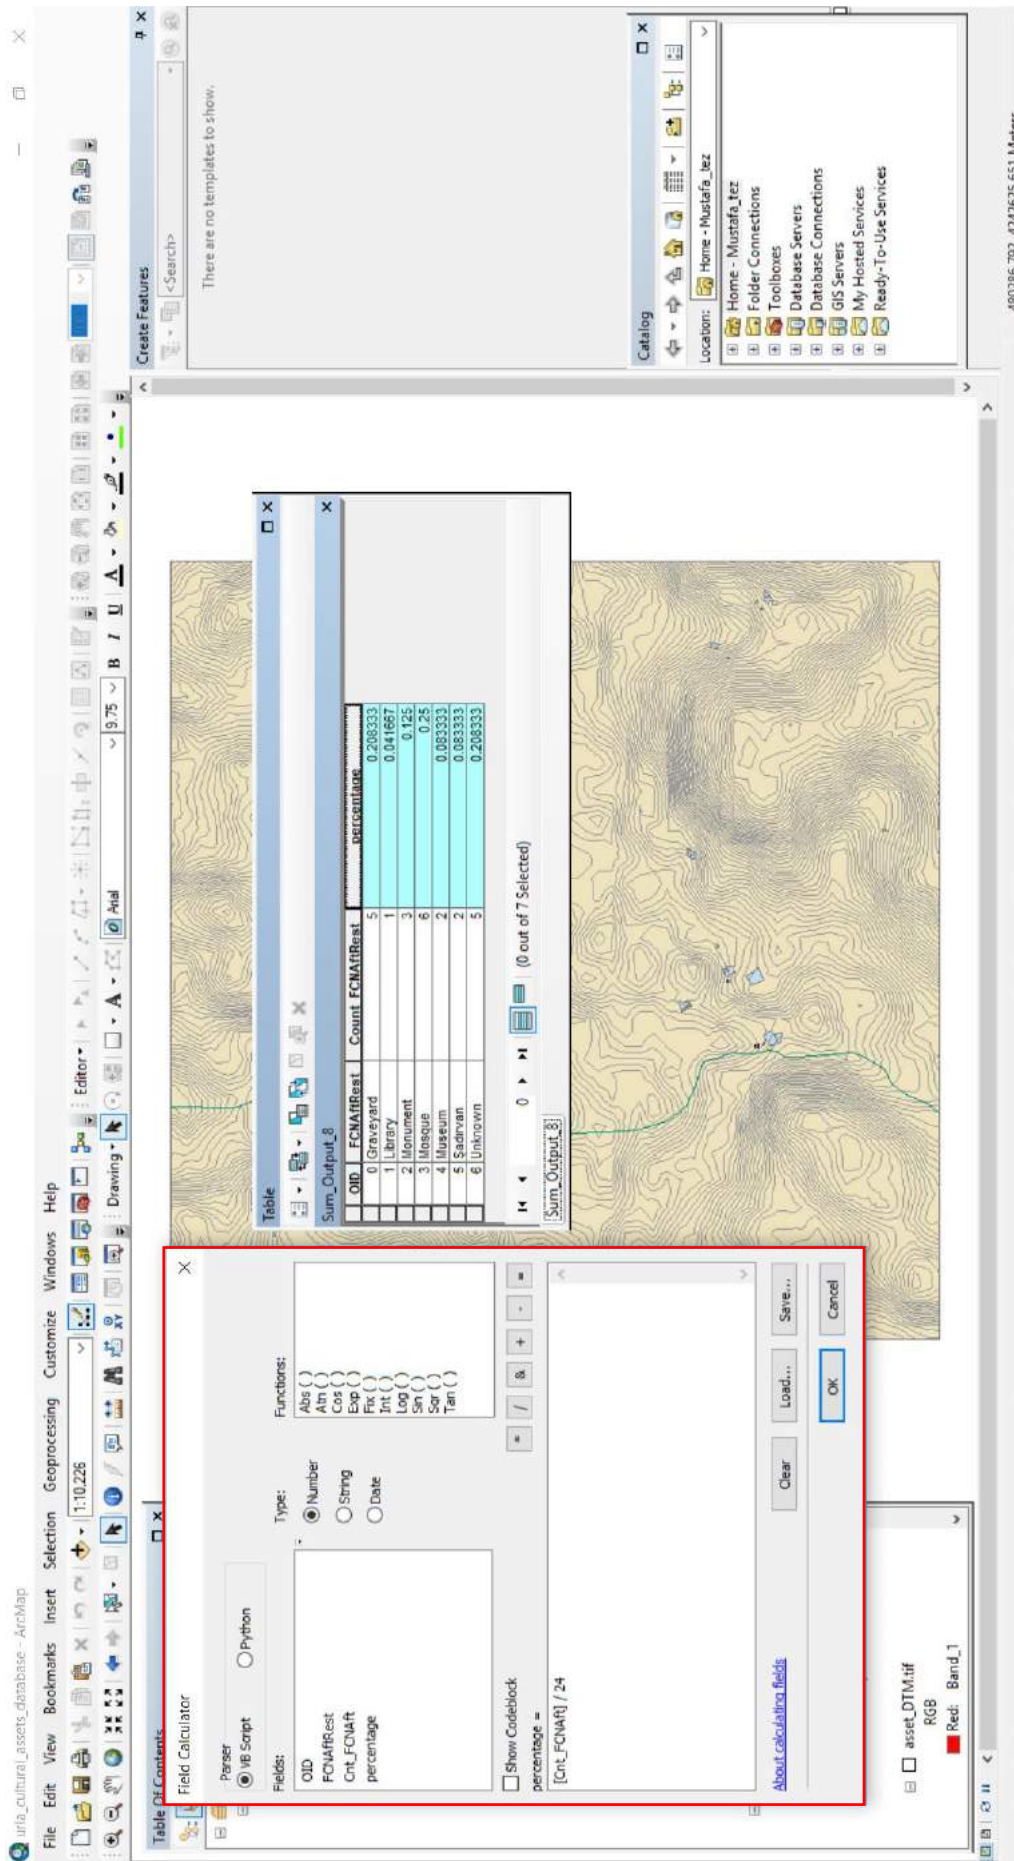 urla_cultural_assets_database - ArcMap
File Edit View Bookmarks Insert Selection Geoprocessing Customize Windows Help
1:10.226
Editor
Drawing
Arial
9.75
B I U
A
Table Of Contents
asset_DTM.tif
RGB
Red: Band_1
Field Calculator
Parser
VB Script
Python
Fields:
OID
FCNAftRest
Cnt_FCNAft
percentage
Type:
Number
String
Date
Functions:
Abs ( )
Atn ( )
Cos ( )
Exp ( )
Fix ( )
Int ( )
Log ( )
Sin ( )
Sqr ( )
Tan ( )
Show Codeblock
* / & + - =
percentage =
[Cnt_FCNAft] / 24
About calculating fields
Clear
Load...
Save...
OK
Cancel
Table
Sum_Output_8
OID FCNAftRest Count_FCNAftRest percentage
0 Graveyard 5 0.208333
1 Library 1 0.041667
2 Monument 3 0.125
3 Mosque 6 0.25
4 Museum 2 0.083333
5 Sadirvan 2 0.083333
6 Unknown 5 0.208333
0
(0 out of 7 Selected)
Sum_Output_8
Create Features
<Search>
There are no templates to show.
Catalog
Location: Home - Mustafa_tez
Home - Mustafa_tez
Folder Connections
Toolboxes
Database Servers
Database Connections
GIS Servers
My Hosted Services
Ready-To-Use Services